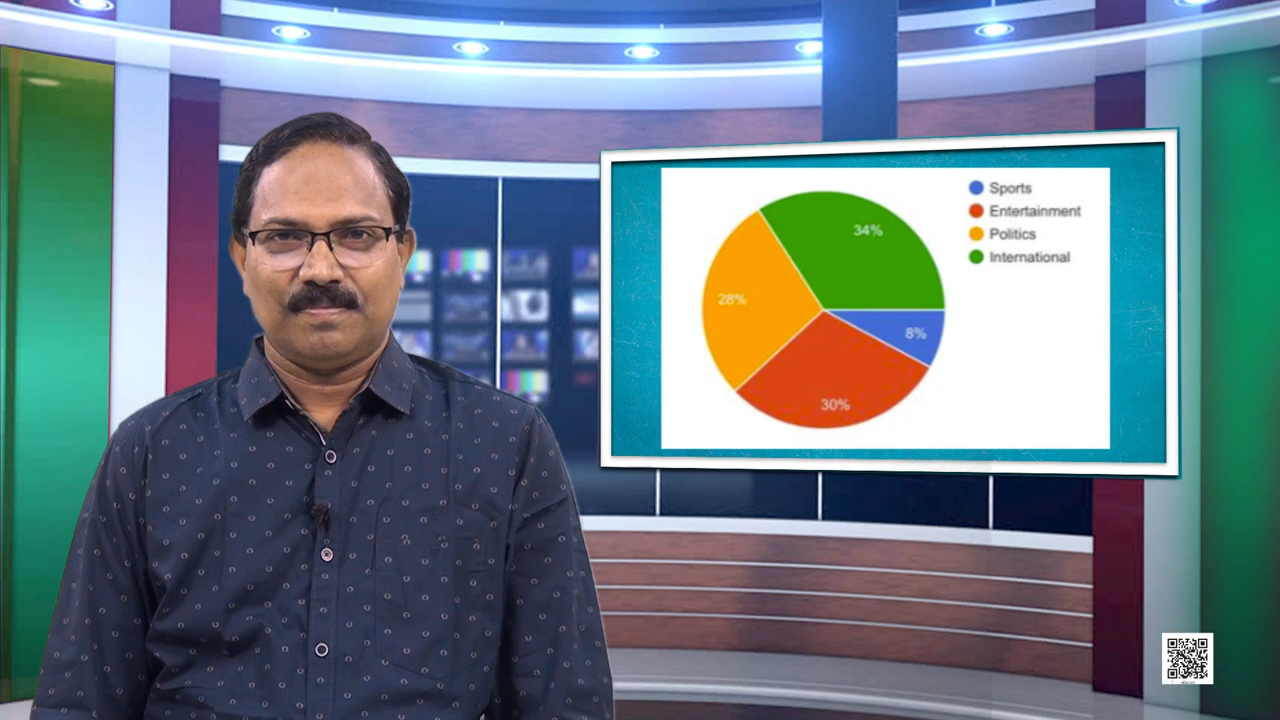 Sports
Entertainment
Politics
International
34%
28%
8%
30%